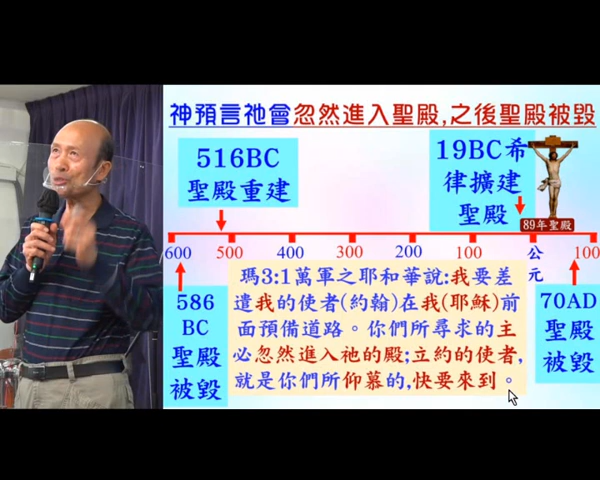 神預言祂會忽然進入聖殿,之後聖殿被毀
516BC
聖殿重建
19BC希
律擴建
聖殿
89年聖殿
600 500 400 300 200 100 公元 100
586
BC
聖殿
被毀
瑪3:1萬軍之耶和華說:我要差
遣我的使者(約翰)在我(耶穌)前
面預備道路。你們所尋求的主
必忽然進入祂的殿;立約的使者,
就是你們所仰慕的,快要來到。
70AD
聖殿
被毀